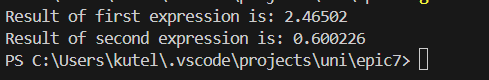 Result of first expression is: 2.46502
Result of second expression is: 0.600226
PS C:\Users\kutel\.vscode\projects\uni\epic7>